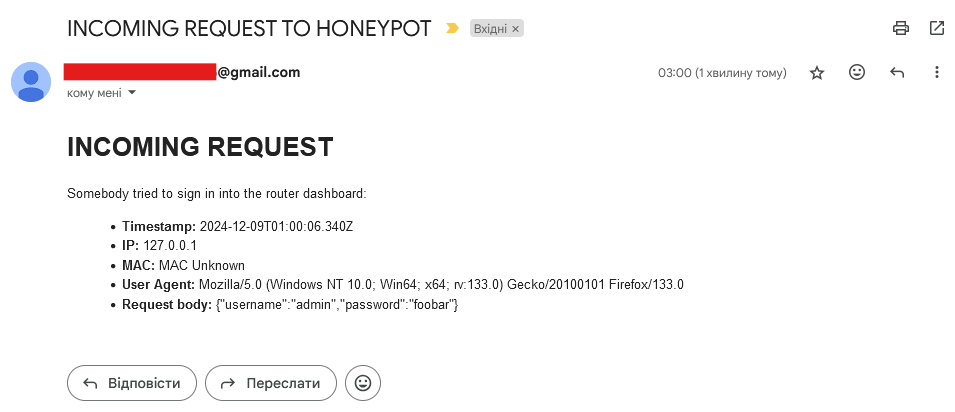 INCOMING REQUEST TO HONEYPOT Вхідні ×
@gmail.com 03:00 (1 хвилину тому)
кому мені
INCOMING REQUEST
Somebody tried to sign in into the router dashboard:
• Timestamp: 2024-12-09T01:00:06.340Z
• IP: 127.0.0.1
• MAC: MAC Unknown
• User Agent: Mozilla/5.0 (Windows NT 10.0; Win64; x64; rv:133.0) Gecko/20100101 Firefox/133.0
• Request body: {"username":"admin","password":"foobar"}
Відповісти Переслати